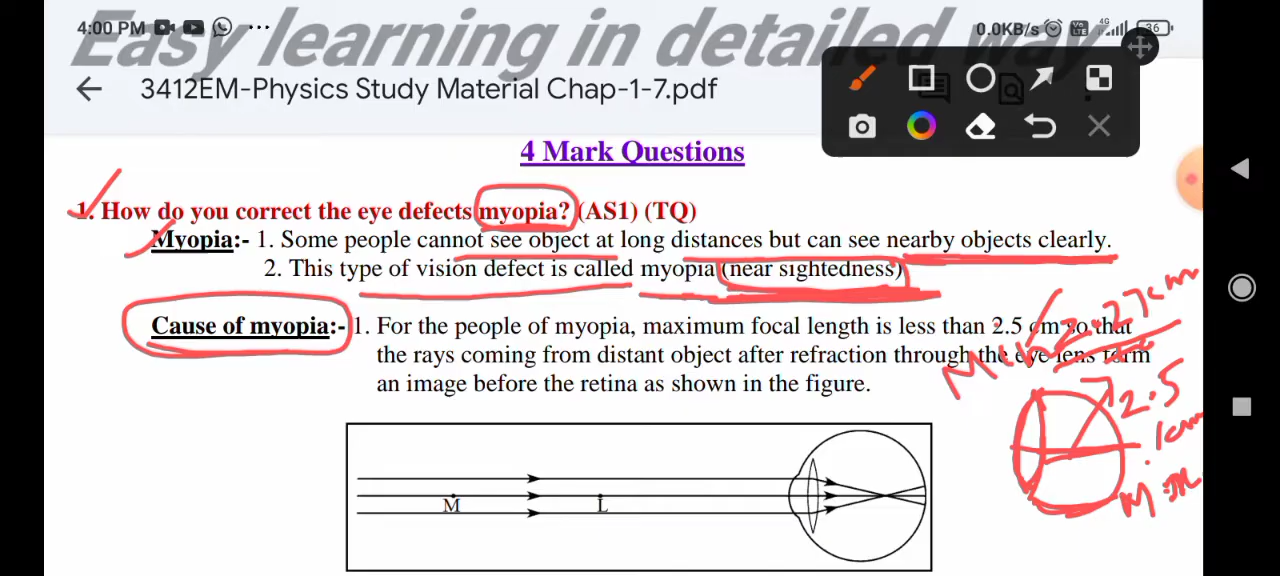 Easy learning in detailed way
4:00 PM
0.0KB/s 4G 36
3412EM-Physics Study Material Chap-1-7.pdf
4 Mark Questions
1. How do you correct the eye defects myopia? (AS1) (TQ)
Myopia:- 1. Some people cannot see object at long distances but can see nearby objects clearly.
2. This type of vision defect is called myopia (near sightedness)
Cause of myopia:- 1. For the people of myopia, maximum focal length is less than 2.5 cm so that
the rays coming from distant object after refraction through the eye lens form
an image before the retina as shown in the figure.
2.27cm
2.5
cm
M L